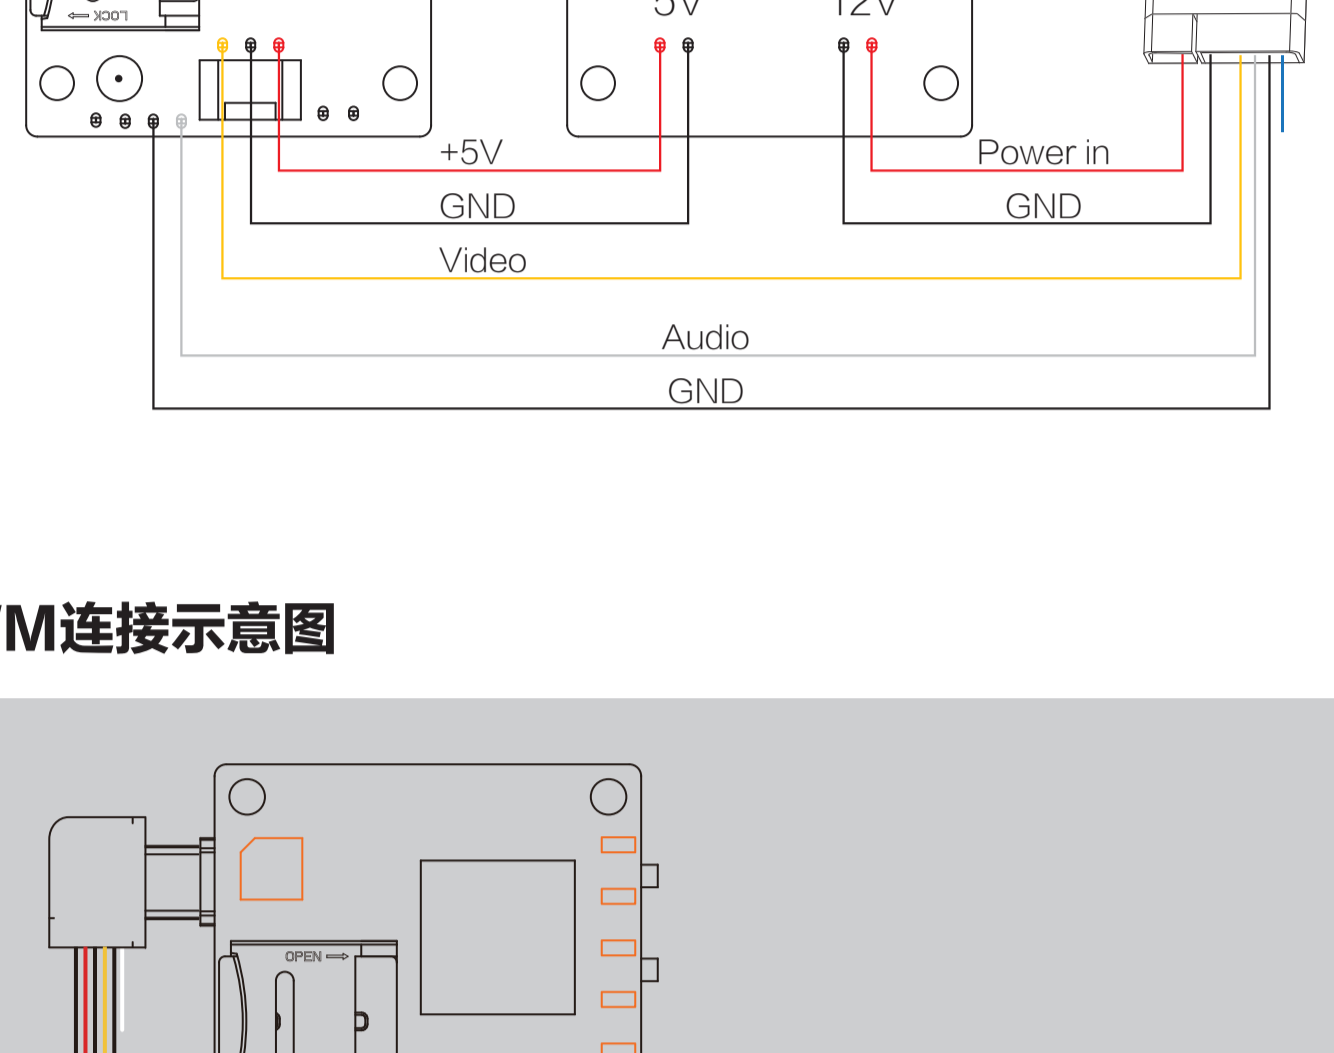 LOCK
5V
12V
+5V
Power in
GND
GND
Video
Audio
GND
M连接示意图
OPEN